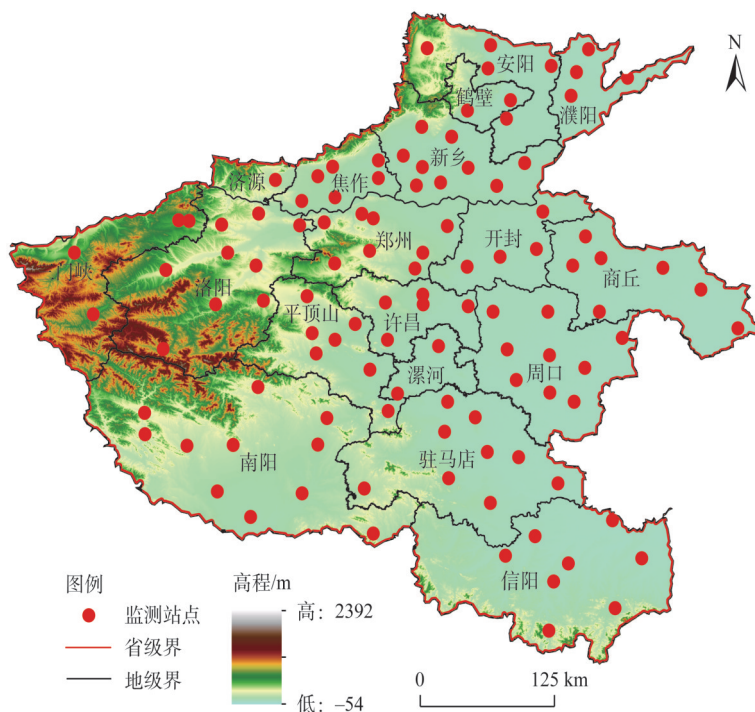 N
安阳
鹤壁
濮阳
新乡
济源
焦作
郑州
开封
商丘
门峡
洛阳
平顶山
许昌
漯河
周口
南阳
驻马店
信阳
图例
监测站点
省级界
地级界
高程/m
高: 2392
低: –54
0
125 km